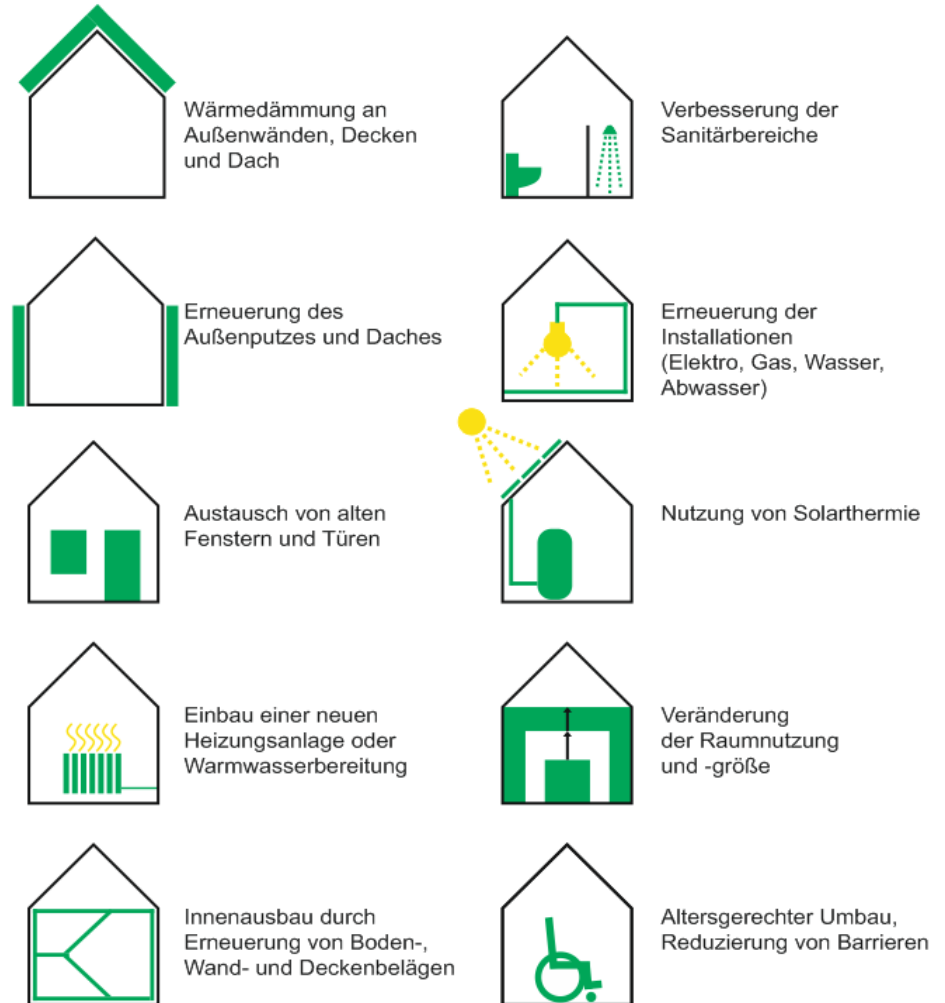 Wärmedämmung an
Außenwänden, Decken
und Dach
Verbesserung der
Sanitärbereiche
Erneuerung des
Außenputzes und Daches
Erneuerung der
Installationen
(Elektro, Gas, Wasser,
Abwasser)
Austausch von alten
Fenstern und Türen
Nutzung von Solarthermie
Einbau einer neuen
Heizungsanlage oder
Warmwasserbereitung
Veränderung
der Raumnutzung
und -größe
Innenausbau durch
Erneuerung von Boden-,
Wand- und Deckenbelägen
Altersgerechter Umbau,
Reduzierung von Barrieren